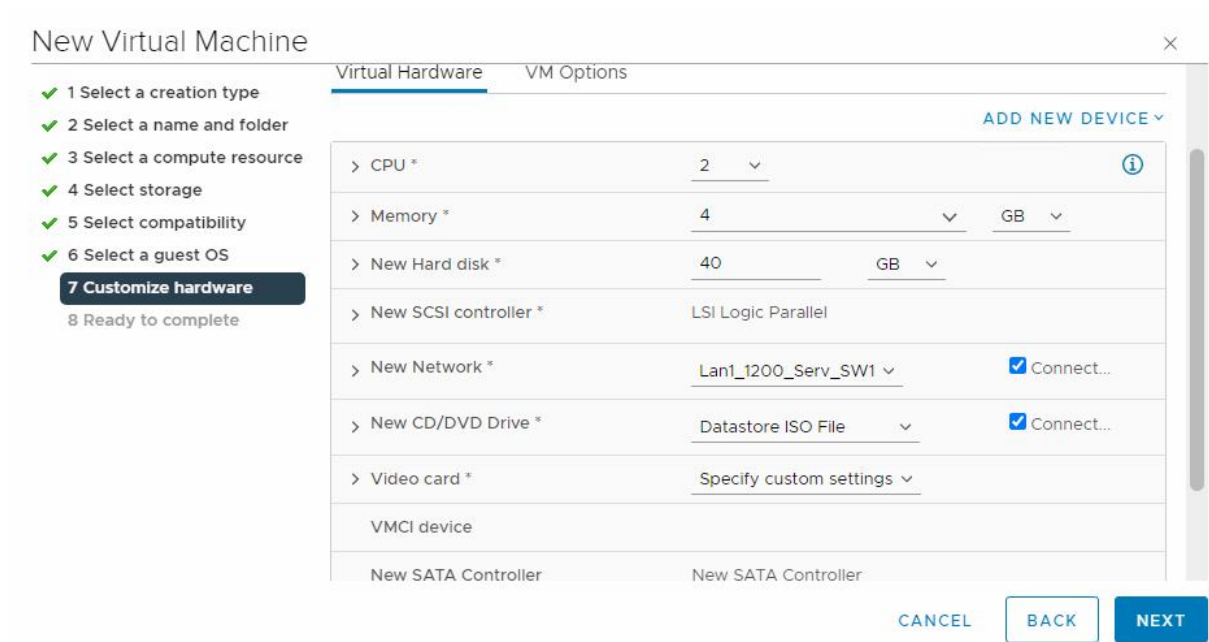 New Virtual Machine
1 Select a creation type
2 Select a name and folder
3 Select a compute resource
4 Select storage
5 Select compatibility
6 Select a guest OS
7 Customize hardware
8 Ready to complete
Virtual Hardware VM Options
ADD NEW DEVICE
CPU * 2
Memory * 4 GB
New Hard disk * 40 GB
New SCSI controller * LSI Logic Parallel
New Network * Lan1_1200_Serv_SW1 Connect...
New CD/DVD Drive * Datastore ISO File Connect...
Video card * Specify custom settings
VMCI device
New SATA Controller New SATA Controller
CANCEL BACK NEXT